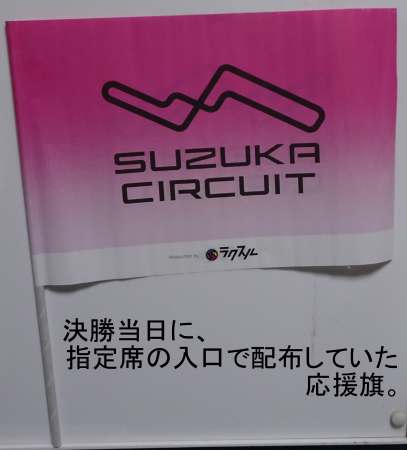 SUZUKA
CIRCUIT
ラクスル
決勝当日に、
指定席の入口で配布していた
応援旗。